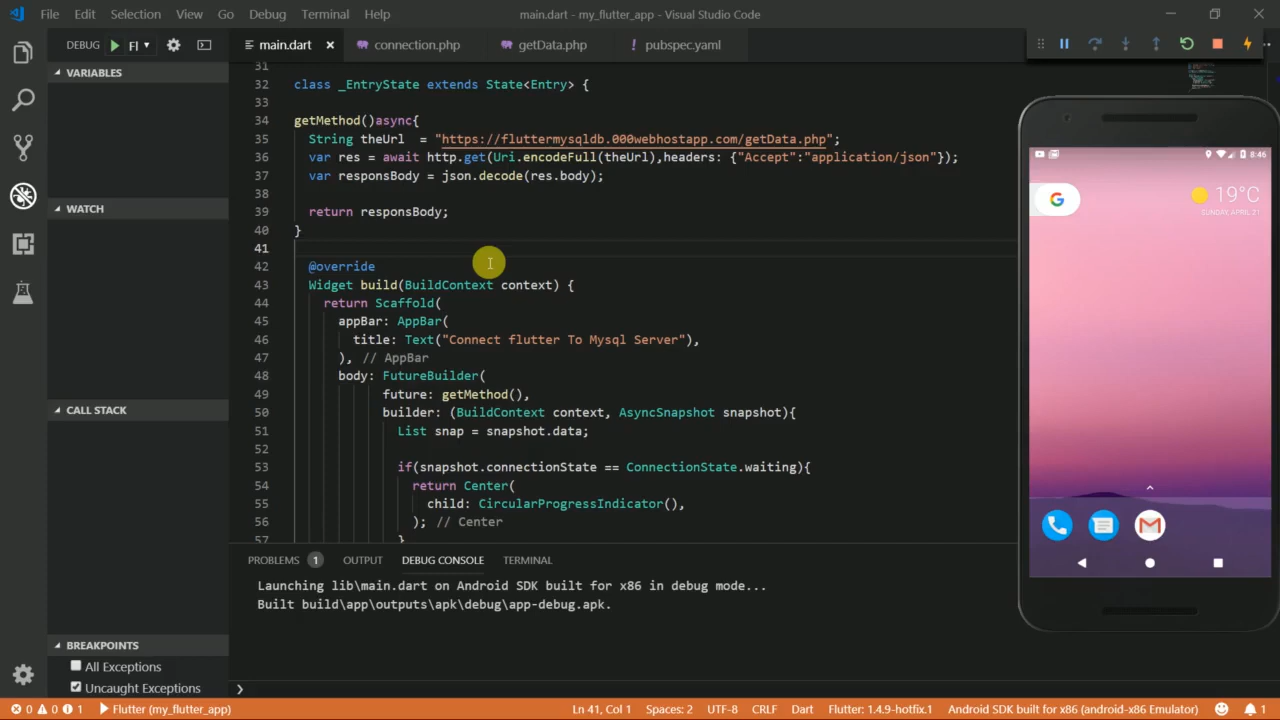 File Edit Selection View Go Debug Terminal Help
main.dart - my_flutter_app - Visual Studio Code
DEBUG Fl
main.dart connection.php getData.php pubspec.yaml
VARIABLES
WATCH
CALL STACK
BREAKPOINTS
All Exceptions
Uncaught Exceptions
31
32 class _EntryState extends State<Entry> {
33
34 getMethod()async{
35 String theUrl = "https://fluttermysqldb.000webhostapp.com/getData.php";
36 var res = await http.get(Uri.encodeFull(theUrl),headers: {"Accept":"application/json"});
37 var responsBody = json.decode(res.body);
38
39 return responsBody;
40 }
41
42 @override
43 Widget build(BuildContext context) {
44 return Scaffold(
45 appBar: AppBar(
46 title: Text("Connect flutter To Mysql Server"),
47 ), // AppBar
48 body: FutureBuilder(
49 future: getMethod(),
50 builder: (BuildContext context, AsyncSnapshot snapshot){
51 List snap = snapshot.data;
52
53 if(snapshot.connectionState == ConnectionState.waiting){
54 return Center(
55 child: CircularProgressIndicator(),
56 ); // Center
57 }
PROBLEMS 1 OUTPUT DEBUG CONSOLE TERMINAL
Launching lib\main.dart on Android SDK built for x86 in debug mode...
Built build\app\outputs\apk\debug\app-debug.apk.
8:46
G
19°C
SUNDAY, APRIL 21
0 0 1 Flutter (my_flutter_app) Ln 41, Col 1 Spaces: 2 UTF-8 CRLF Dart Flutter: 1.4.9-hotfix.1 Android SDK built for x86 (android-x86 Emulator) 1